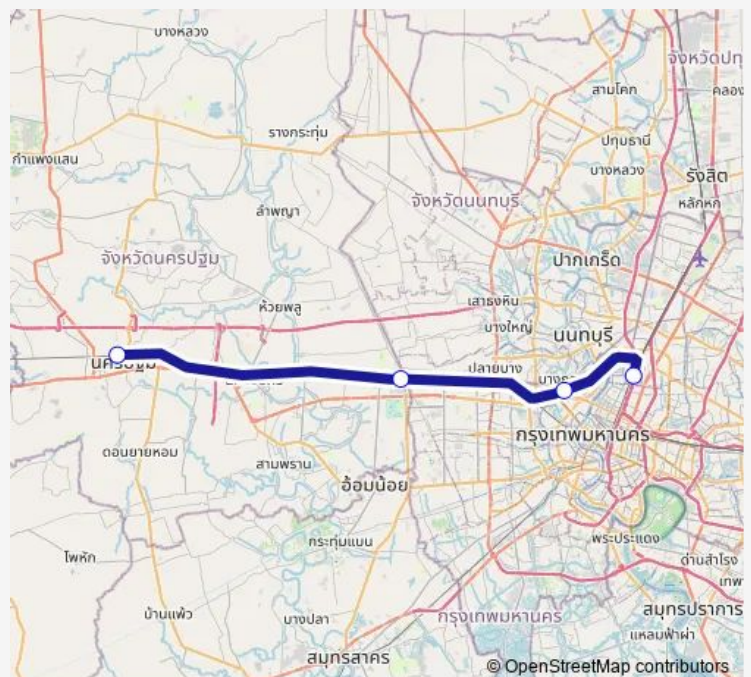 บางหลวง
จังหวัดปทุ
สามโคก
คลอง
รางกระทุ่ม
ปทุมธานี
กำแพงแสน
บางหลวง
รังสิต
หลักหก
จังหวัดนนทบุรี
ลำพญา
จังหวัดนครปฐม
ปากเกร็ด
เสาธงหิน
ห้วยพลู
บางใหญ่
นนทบุรี
นครปฐม
ปลายบาง
กรุงเทพมหานคร
ดอนยายหอม
สามพราน
อ้อมน้อย
พระประแดง
กระทุ่มแบน
โพหัก
ด่านสำโรง
เทพ
บ้านแพ้ว
บางปลา
กรุงเทพมหานคร
สมุทรปราการ
แหลมฟ้าผ่า
สมุทรสาคร
© OpenStreetMap contributors